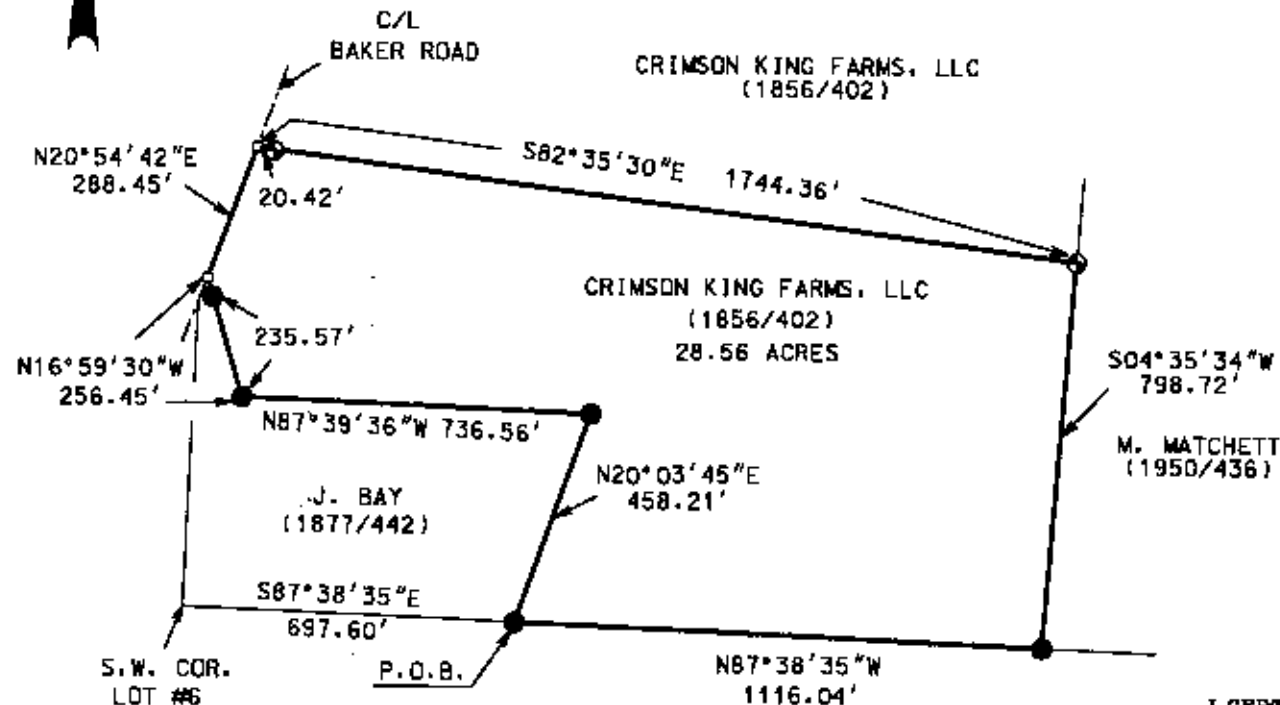 C/L
BAKER ROAD
CRIMSON KING FARMS, LLC
(1856/402)
N20°54'42"E
288.45'
20.42'
S82°35'30"E 1744.36'
CRIMSON KING FARMS, LLC
(1856/402)
28.56 ACRES
235.57'
N16°59'30"W
256.45'
S04°35'34"W
798.72'
N87°39'36"W 736.56'
M. MATCHETT
(1950/436)
N20°03'45"E
458.21'
J. BAY
(1877/442)
S87°38'35"E
697.60'
S.W. COR.
LOT #6
P.O.B.
N87°38'35"W
1116.04'